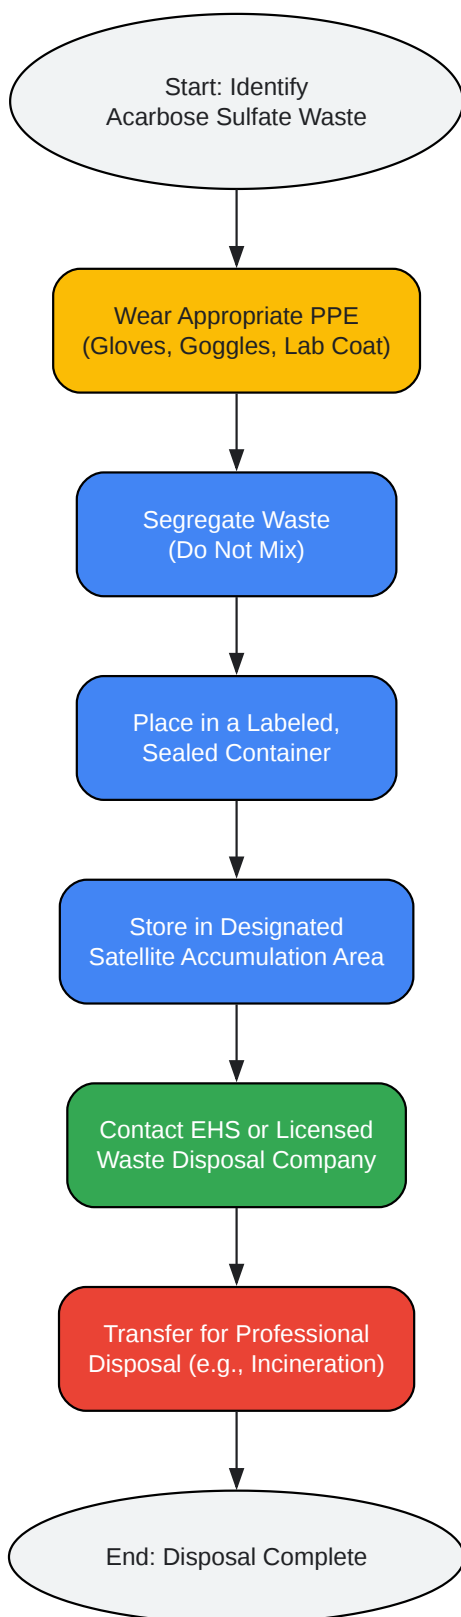 Start: Identify
Acarbose Sulfate Waste
Wear Appropriate PPE
(Gloves, Goggles, Lab Coat)
Segregate Waste
(Do Not Mix)
Place in a Labeled,
Sealed Container
Store in Designated
Satellite Accumulation Area
Contact EHS or Licensed
Waste Disposal Company
Transfer for Professional
Disposal (e.g., Incineration)
End: Disposal Complete